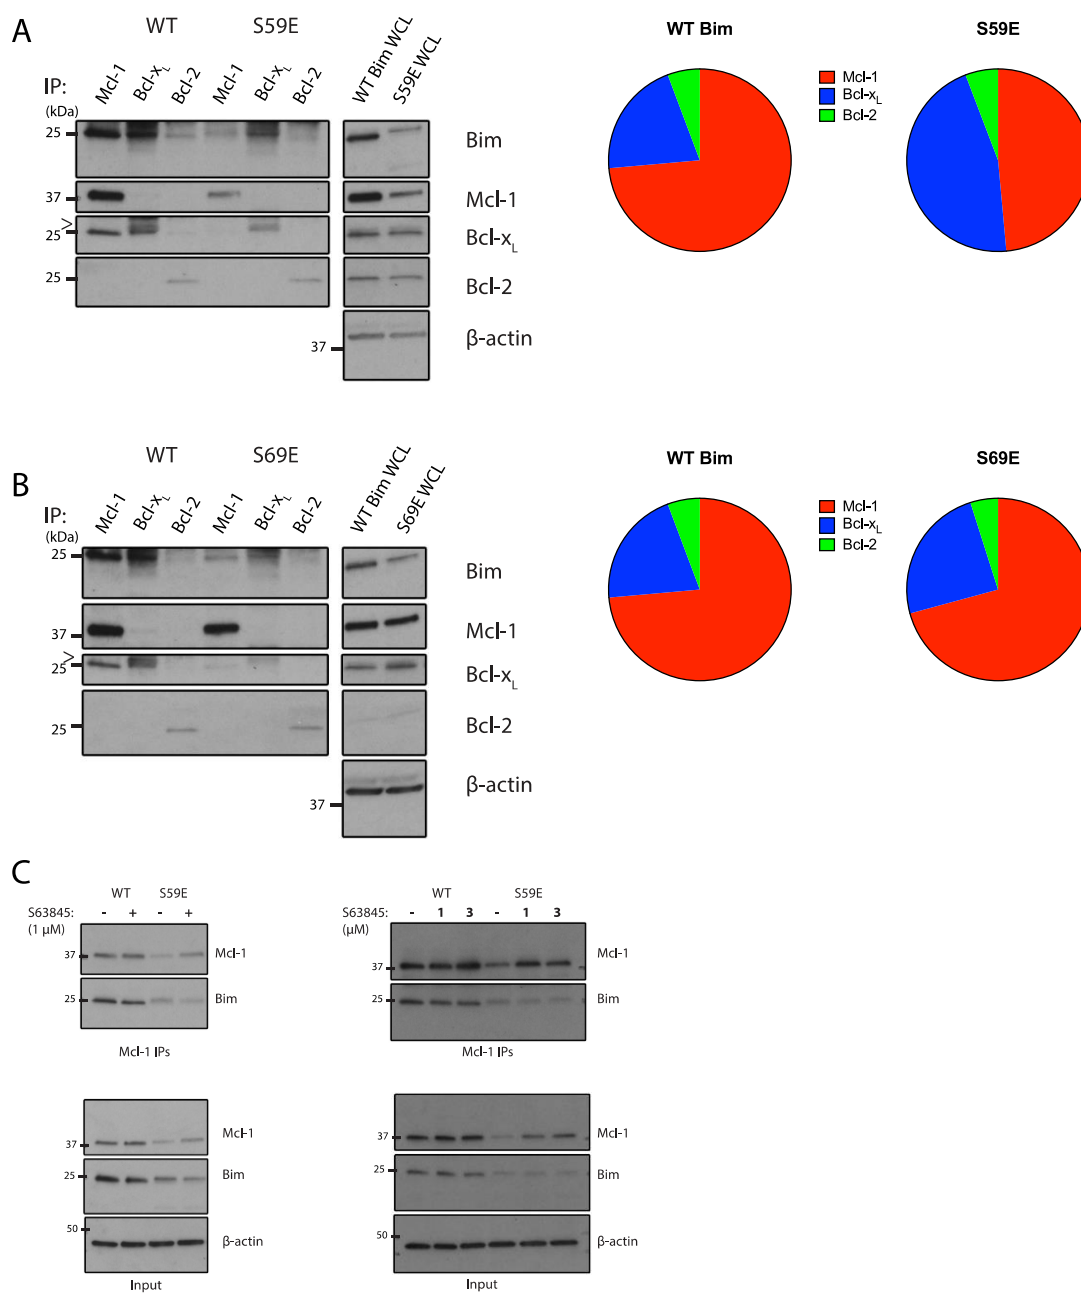 A
WT S59E
IP: Mcl-1 Bcl-xL Bcl-2 Mcl-1 Bcl-xL Bcl-2 WT Bim WCL S59E WCL
(kDa)
25 Bim
37 Mcl-1
>
25 Bcl-xL
25 Bcl-2
37 β-actin
WT Bim S59E
Mcl-1
Bcl-xL
Bcl-2
B
WT S69E
IP: Mcl-1 Bcl-xL Bcl-2 Mcl-1 Bcl-xL Bcl-2 WT Bim WCL S69E WCL
(kDa)
25 Bim
37 Mcl-1
>
25 Bcl-xL
25 Bcl-2
37 β-actin
WT Bim S69E
Mcl-1
Bcl-xL
Bcl-2
C
WT S59E
S63845: - + - +
(1 μM)
37 Mcl-1
25 Bim
Mcl-1 IPs
37 Mcl-1
25 Bim
50
β-actin
Input
WT S59E
S63845: - 1 3 - 1 3
(μM)
37 Mcl-1
25 Bim
Mcl-1 IPs
37 Mcl-1
25 Bim
50
β-actin
Input